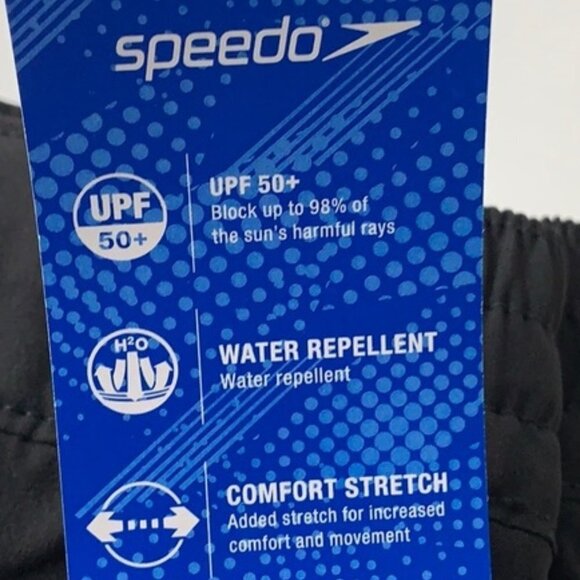 speedo
UPF
50+
UPF 50+
Block up to 98% of
the sun's harmful rays
H²O
WATER REPELLENT
Water repellent
COMFORT STRETCH
Added stretch for increased
comfort and movement